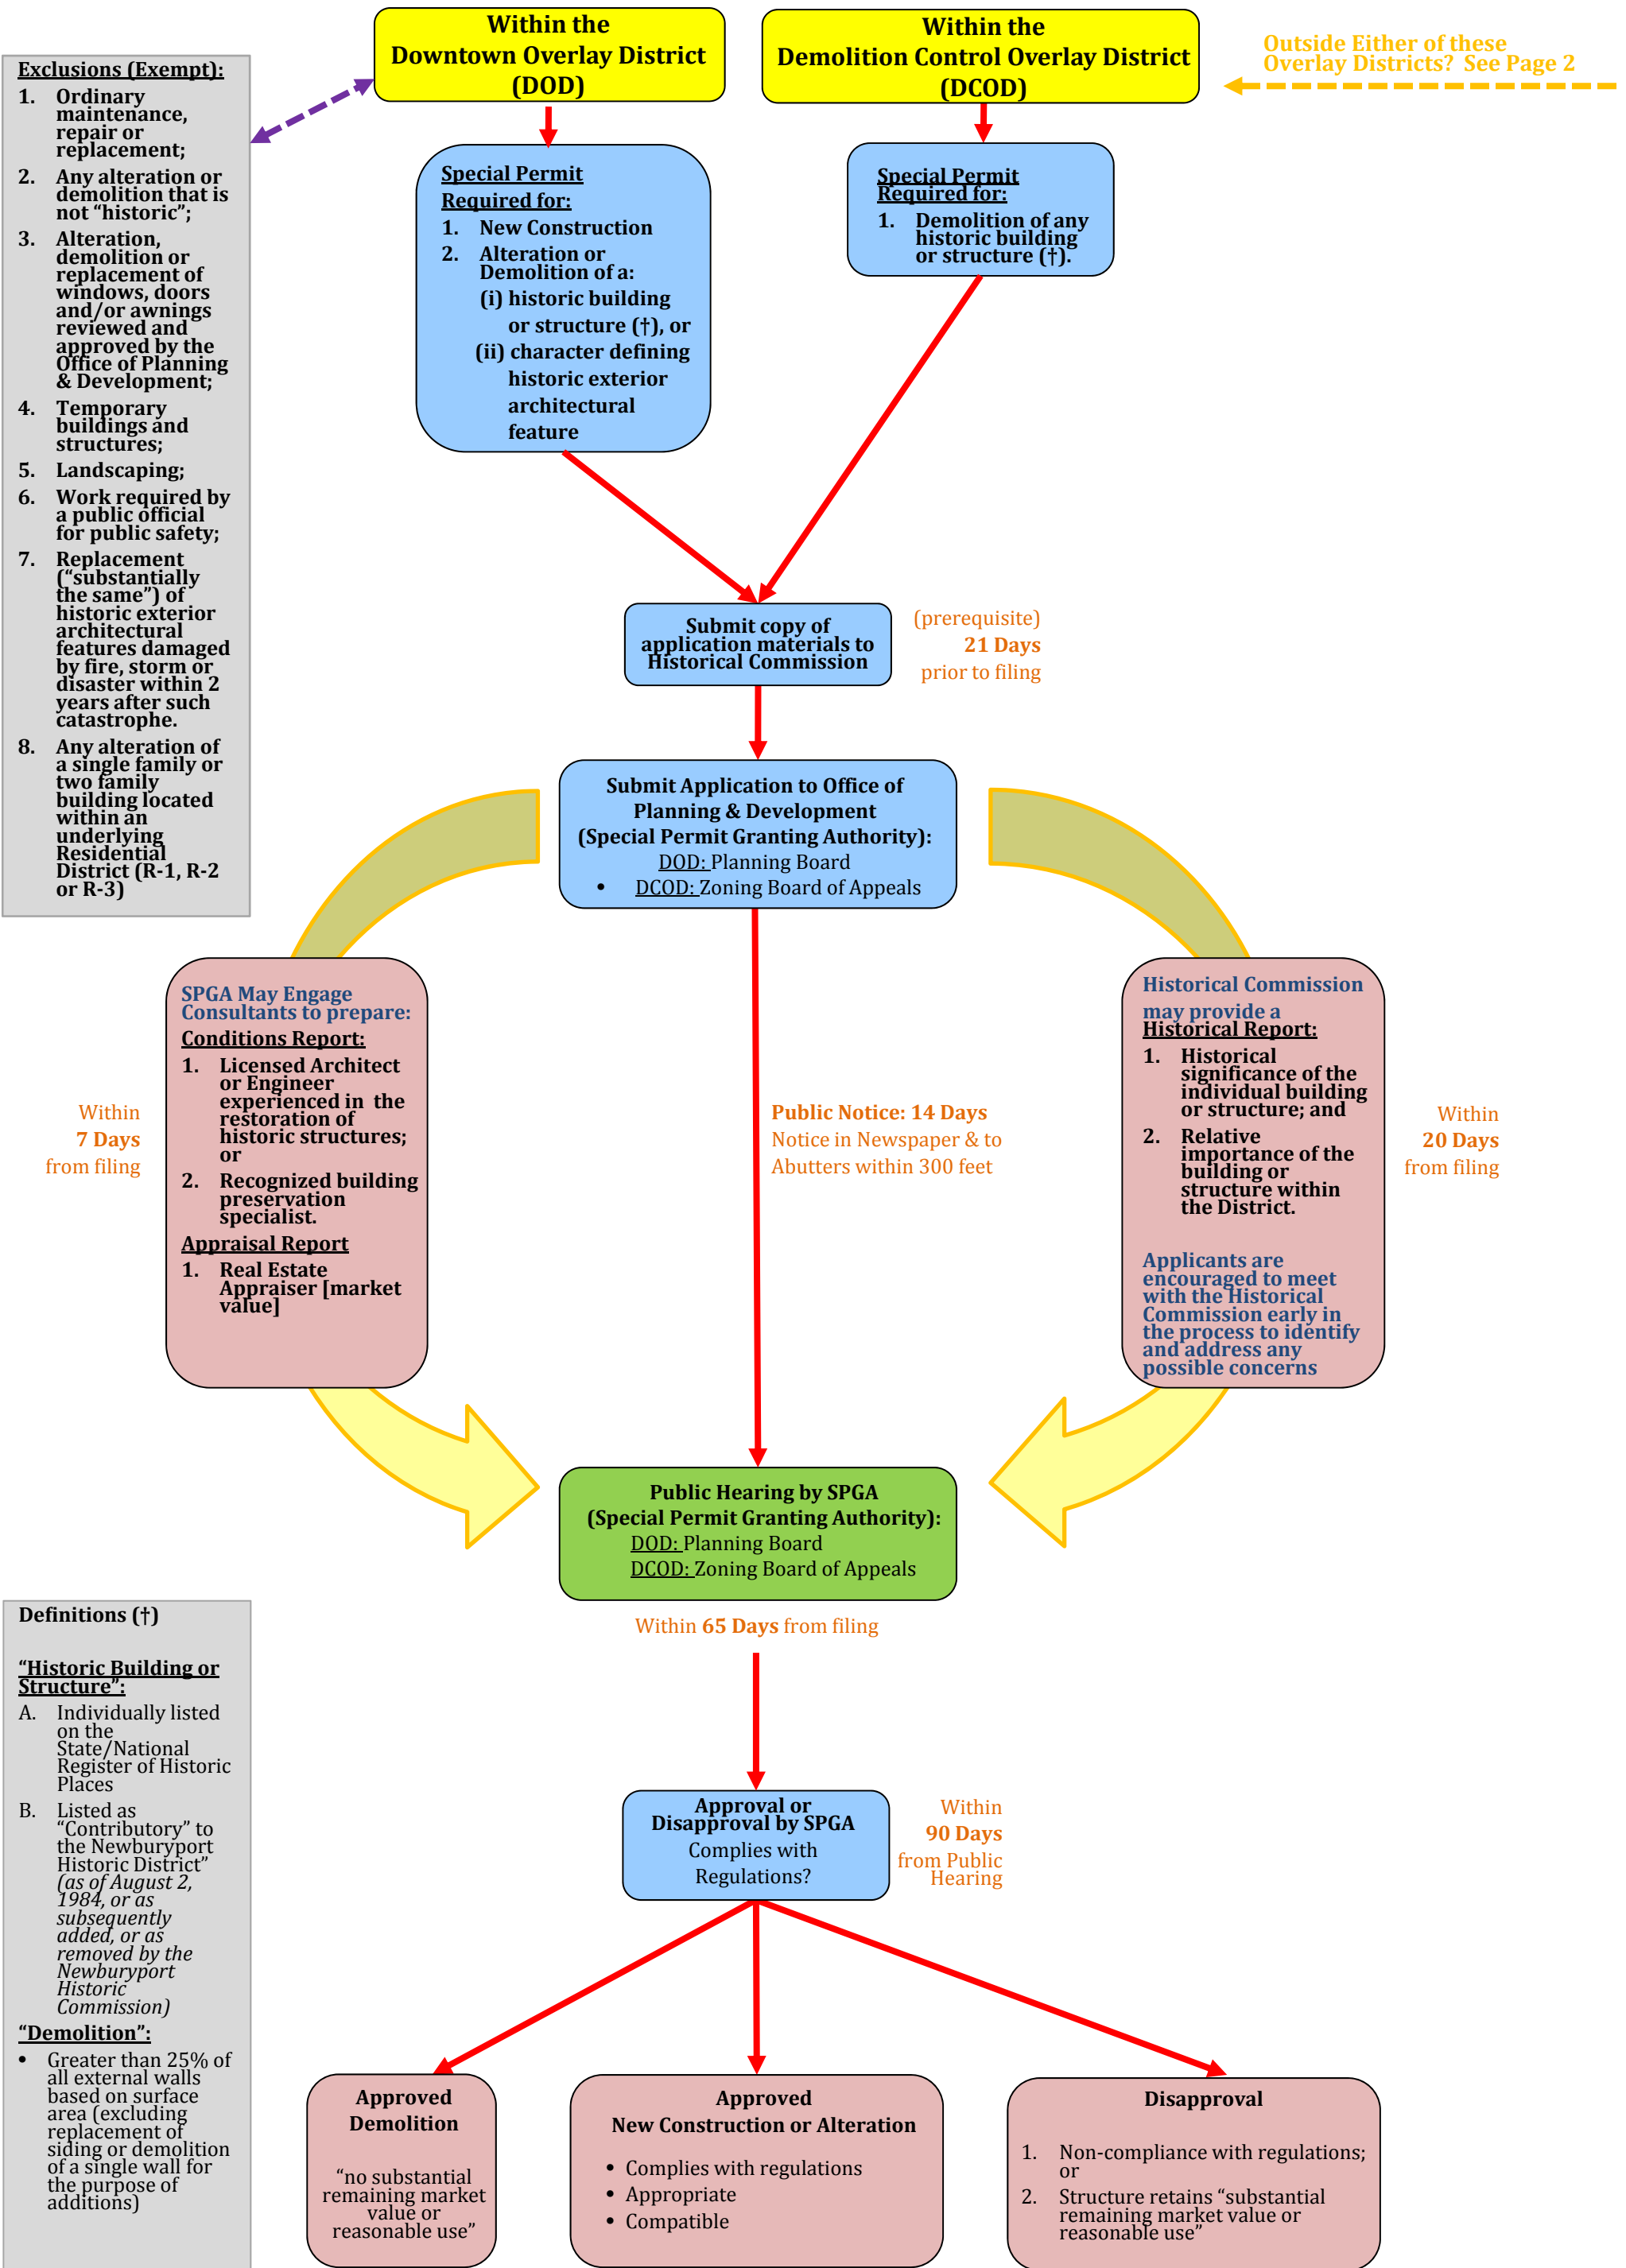 Within the
Downtown Overlay District
(DOD)
Within the
Demolition Control Overlay District
(DCOD)
Outside Either of these
Overlay Districts? See Page 2
Exclusions (Exempt):
1. Ordinary
maintenance,
repair or
replacement;
2. Any alteration or
demolition that is
not “historic”;
3. Alteration,
demolition or
replacement of
windows, doors
and/or awnings
reviewed and
approved by the
Office of Planning
& Development;
4. Temporary
buildings and
structures;
5. Landscaping;
6. Work required by
a public official
for public safety;
7. Replacement
(“substantially
the same”) of
historic exterior
architectural
features damaged
by fire, storm or
disaster within 2
years after such
catastrophe.
8. Any alteration of
a single family or
two family
building located
within an
underlying
Residential
District (R-1, R-2
or R-3)
Special Permit
Required for:
1. New Construction
2. Alteration or
Demolition of a:
(i) historic building
or structure (†), or
(ii) character defining
historic exterior
architectural
feature
Special Permit
Required for:
1. Demolition of any
historic building
or structure (†).
Submit copy of
application materials to
Historical Commission
(prerequisite)
21 Days
prior to filing
Submit Application to Office of
Planning & Development
(Special Permit Granting Authority):
DOD: Planning Board
• DCOD: Zoning Board of Appeals
Within
7 Days
from filing
SPGA May Engage
Consultants to prepare:
Conditions Report:
1. Licensed Architect
or Engineer
experienced in the
restoration of
historic structures;
or
2. Recognized building
preservation
specialist.
Appraisal Report
1. Real Estate
Appraiser [market
value]
Public Notice: 14 Days
Notice in Newspaper & to
Abutters within 300 feet
Historical Commission
may provide a
Historical Report:
1. Historical
significance of the
individual building
or structure; and
2. Relative
importance of the
building or
structure within
the District.
Applicants are
encouraged to meet
with the Historical
Commission early in
the process to identify
and address any
possible concerns
Within
20 Days
from filing
Public Hearing by SPGA
(Special Permit Granting Authority):
DOD: Planning Board
DCOD: Zoning Board of Appeals
Within 65 Days from filing
Definitions (†)
“Historic Building or
Structure”:
A. Individually listed
on the
State/National
Register of Historic
Places
B. Listed as
“Contributory” to
the Newburyport
Historic District”
(as of August 2,
1984, or as
subsequently
added, or as
removed by the
Newburyport
Historic
Commission)
“Demolition”:
• Greater than 25% of
all external walls
based on surface
area (excluding
replacement of
siding or demolition
of a single wall for
the purpose of
additions)
Approval or
Disapproval by SPGA
Complies with
Regulations?
Within
90 Days
from Public
Hearing
Approved
Demolition
“no substantial
remaining market
value or
reasonable use”
Approved
New Construction or Alteration
• Complies with regulations
• Appropriate
• Compatible
Disapproval
1. Non-compliance with regulations;
or
2. Structure retains “substantial
remaining market value or
reasonable use”